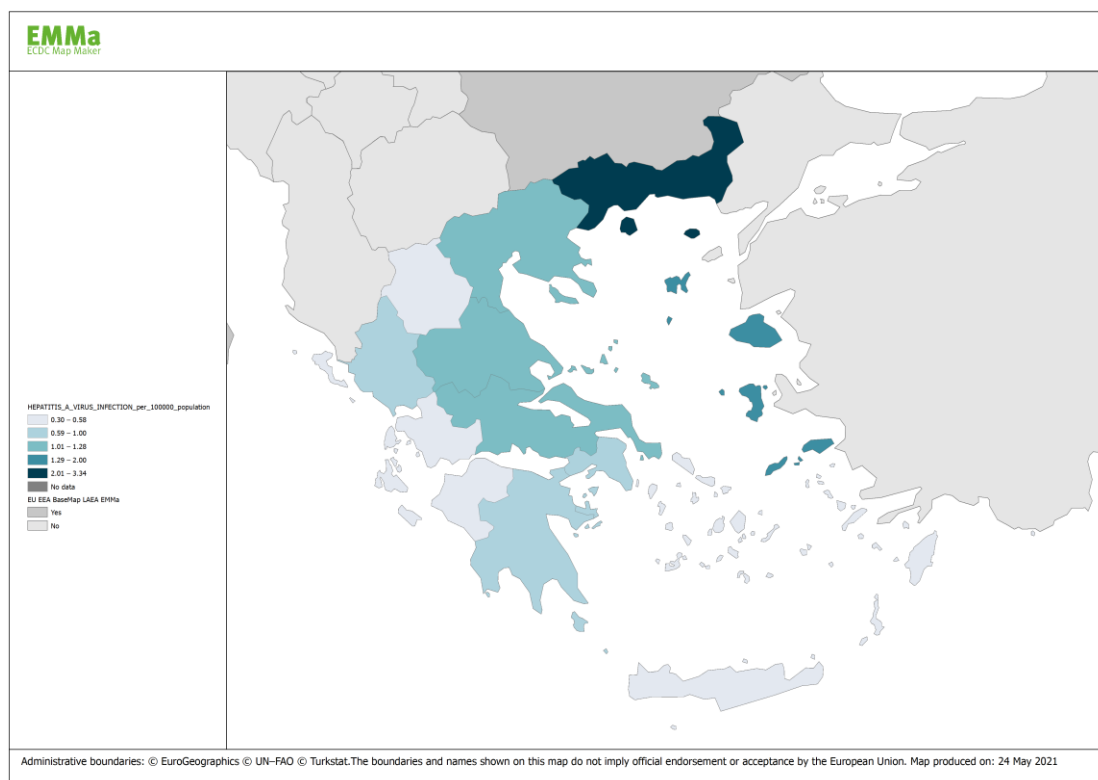 EMMa
ECDC Map Maker
HEPATITIS_A_VIRUS_INFECTION_per_100000_population
0.30 – 0.58
0.59 – 1.00
1.01 – 1.28
1.29 – 2.00
2.01 – 3.34
No data
EU EEA BaseMap LAEA EMMa
Yes
No
Administrative boundaries: © EuroGeographics © UN–FAO © Turkstat.The boundaries and names shown on this map do not imply official endorsement or acceptance by the European Union. Map produced on: 24 May 2021